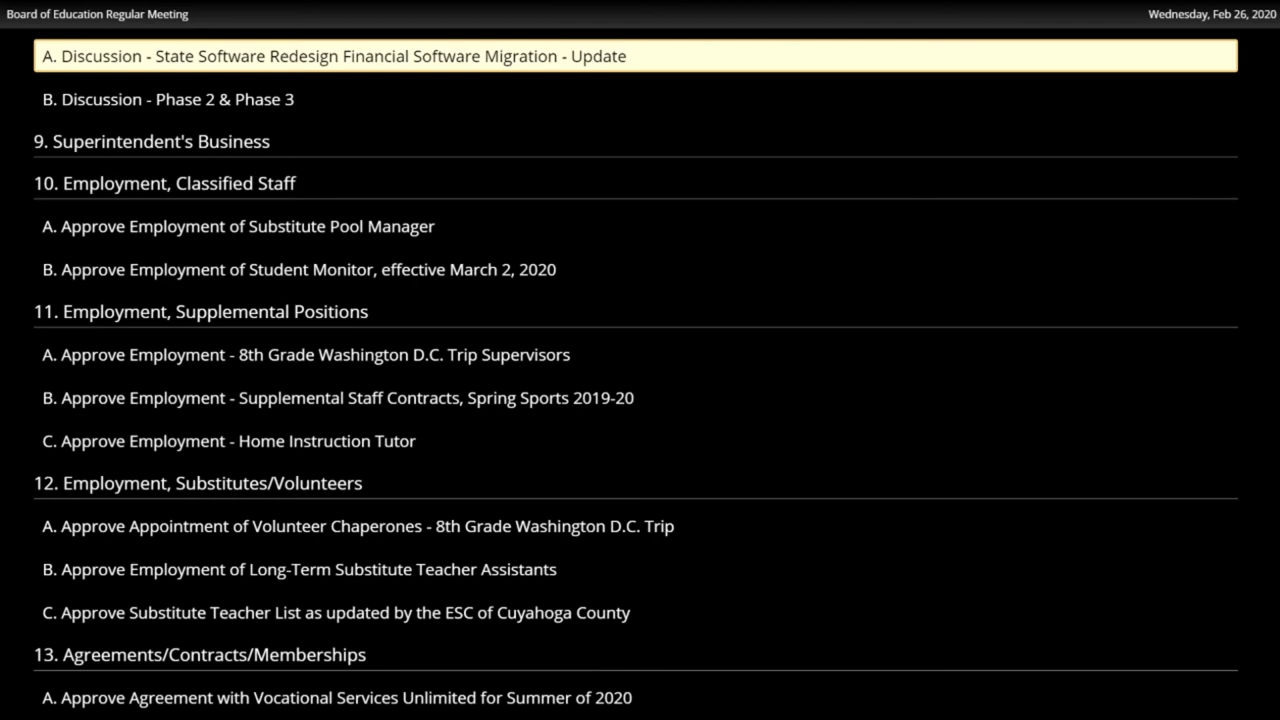 Board of Education Regular Meeting
Wednesday, Feb 26, 2020
A. Discussion - State Software Redesign Financial Software Migration - Update
B. Discussion - Phase 2 & Phase 3
9. Superintendent's Business
10. Employment, Classified Staff
A. Approve Employment of Substitute Pool Manager
B. Approve Employment of Student Monitor, effective March 2, 2020
11. Employment, Supplemental Positions
A. Approve Employment - 8th Grade Washington D.C. Trip Supervisors
B. Approve Employment - Supplemental Staff Contracts, Spring Sports 2019-20
C. Approve Employment - Home Instruction Tutor
12. Employment, Substitutes/Volunteers
A. Approve Appointment of Volunteer Chaperones - 8th Grade Washington D.C. Trip
B. Approve Employment of Long-Term Substitute Teacher Assistants
C. Approve Substitute Teacher List as updated by the ESC of Cuyahoga County
13. Agreements/Contracts/Memberships
A. Approve Agreement with Vocational Services Unlimited for Summer of 2020